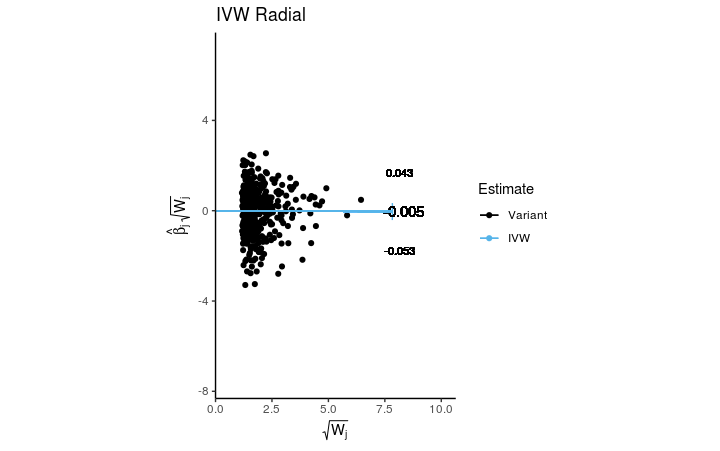 IVW Radial
4
0
-4
-8
0.0 2.5 5.0 7.5 10.0
√Wj
β̂j√Wj
0.043
-0.005
-0.053
Estimate
Variant
IVW